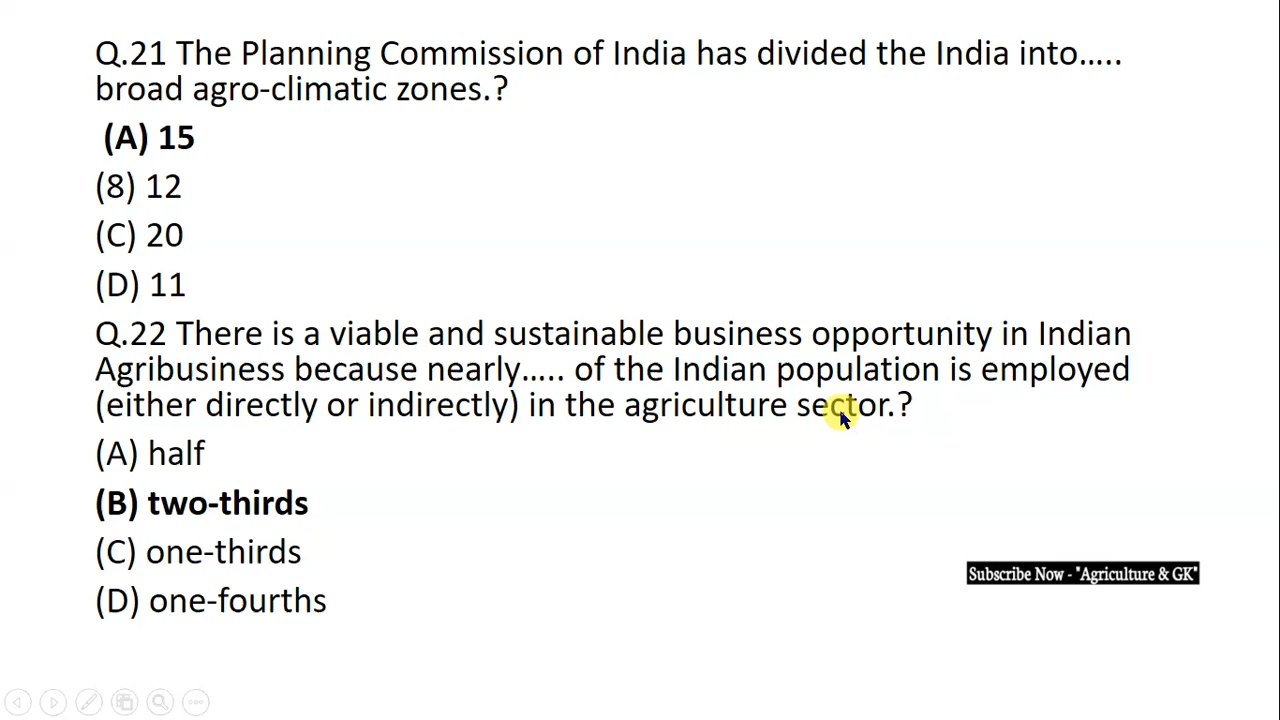 Q.21 The Planning Commission of India has divided the India into.....
broad agro-climatic zones.?
(A) 15
(8) 12
(C) 20
(D) 11
Q.22 There is a viable and sustainable business opportunity in Indian
Agribusiness because nearly..... of the Indian population is employed
(either directly or indirectly) in the agriculture sector.?
(A) half
(B) two-thirds
(C) one-thirds
(D) one-fourths
Subscribe Now - "Agriculture & GK"